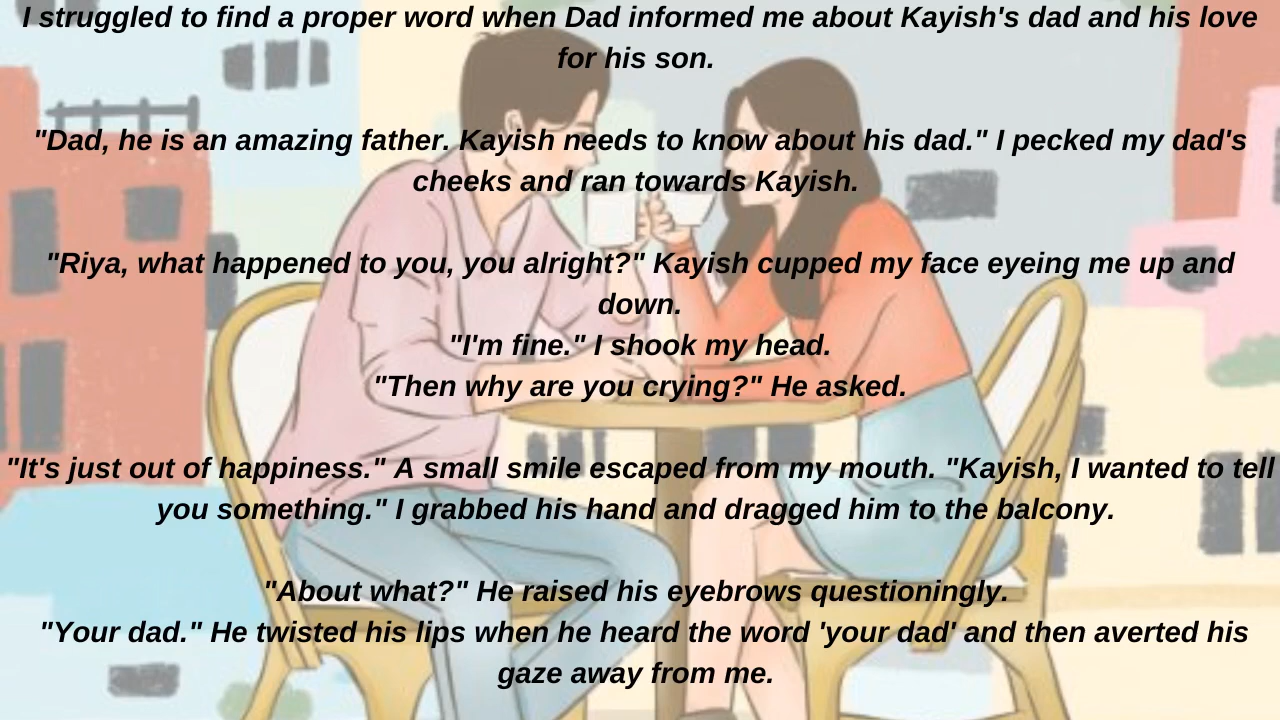 I struggled to find a proper word when Dad informed me about Kayish's dad and his love
for his son.
"Dad, he is an amazing father. Kayish needs to know about his dad." I pecked my dad's
cheeks and ran towards Kayish.
"Riya, what happened to you, you alright?" Kayish cupped my face eyeing me up and
down.
"I'm fine." I shook my head.
"Then why are you crying?" He asked.
"It's just out of happiness." A small smile escaped from my mouth. "Kayish, I wanted to tell
you something." I grabbed his hand and dragged him to the balcony.
"About what?" He raised his eyebrows questioningly.
"Your dad." He twisted his lips when he heard the word 'your dad' and then averted his
gaze away from me.